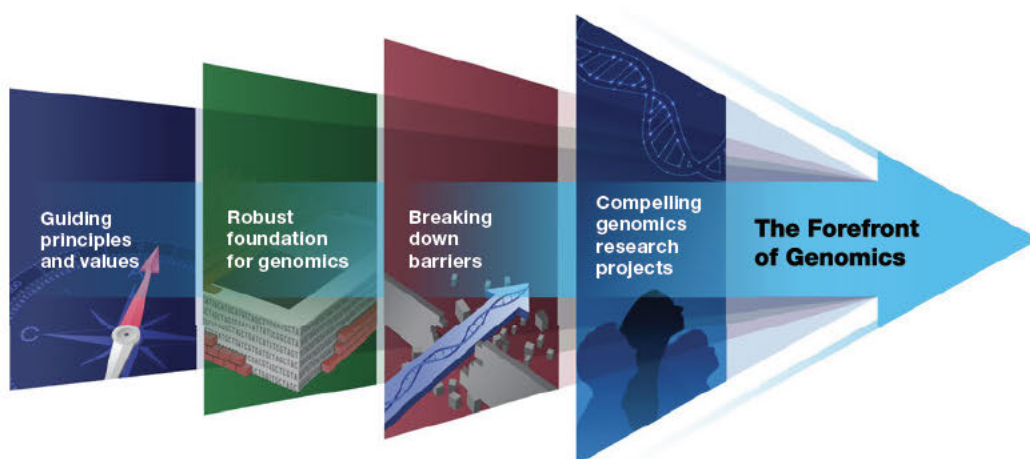 Guiding
principles
and values
Robust
foundation
for genomics
Breaking
down
barriers
Compelling
genomics
research
projects
The Forefront
of Genomics